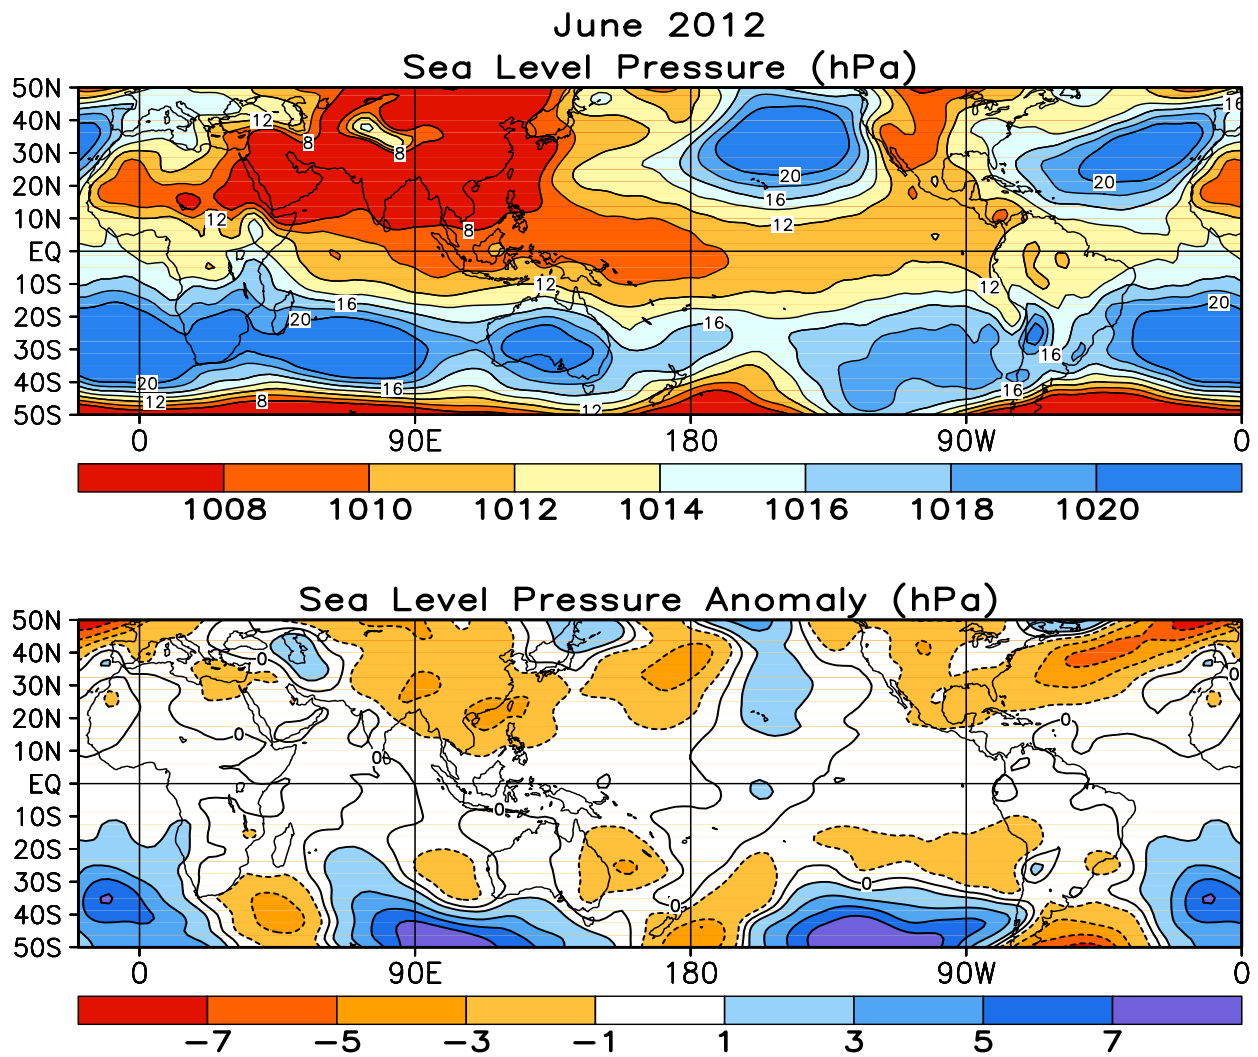 June 2012
Sea Level Pressure (hPa)
50N
40N
30N
20N
10N
EQ
10S
20S
30S
40S
50S
12
8
8
12
8
12
16
20
20
12
16
8
16
12
20
16
12
16
12
16
16
20
20
16
0
90E
180
90W
0
1008 1010 1012 1014 1016 1018 1020
Sea Level Pressure Anomaly (hPa)
50N
40N
30N
20N
10N
EQ
10S
20S
30S
40S
50S
0
0
0
0
0
0
0
0
0
0
90E
180
90W
0
−7 −5 −3 −1 1 3 5 7